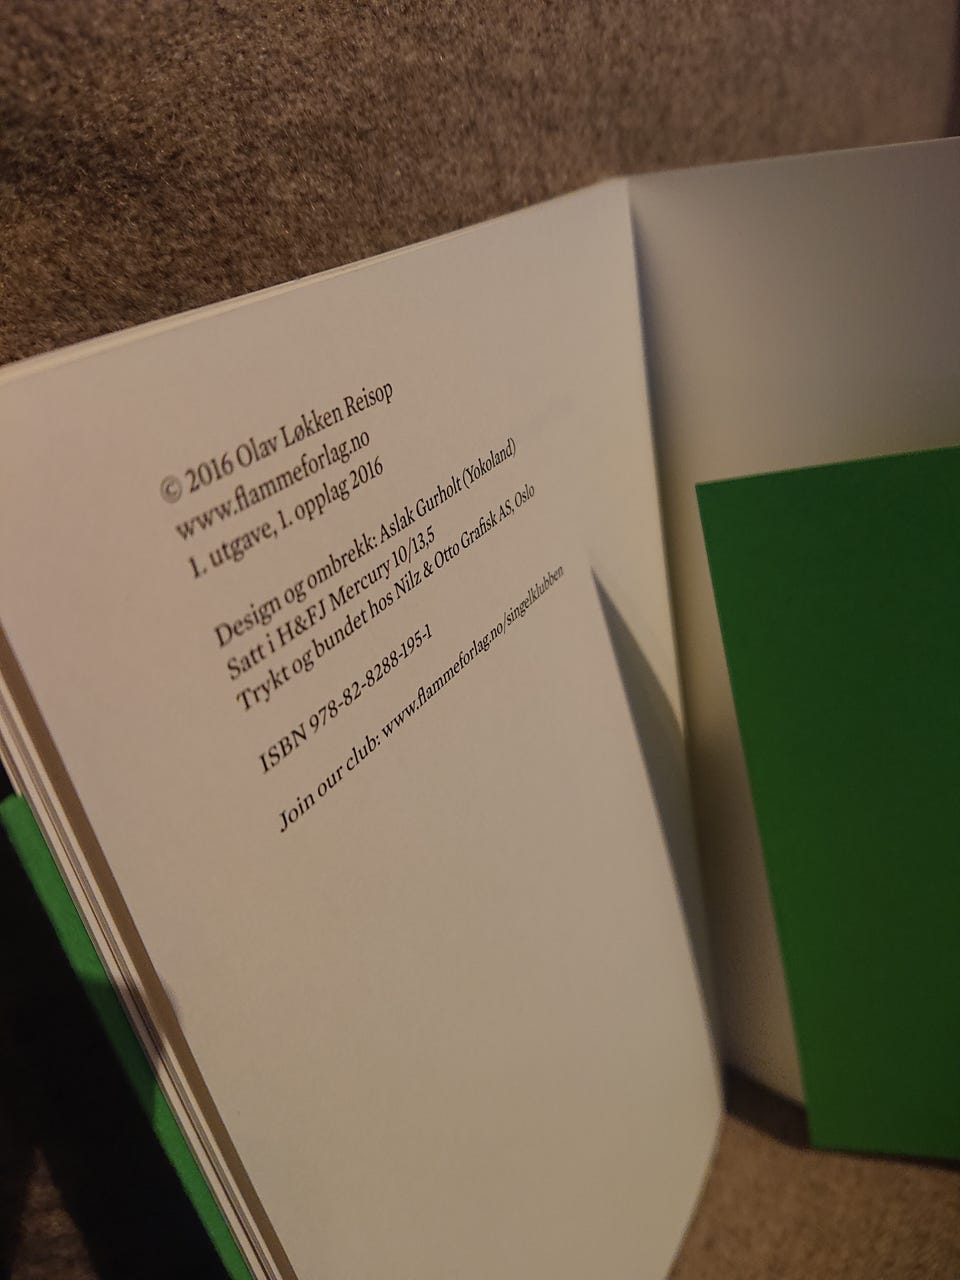 © 2016 Olav Løkken Reisop
www.flammeforlag.no
1. utgave, 1. opplag 2016
Design og ombrekk: Aslak Gurholt (Yokoland)
Satt i H&FJ Mercury 10/13,5
Trykt og bundet hos Nilz & Otto Grafisk AS, Oslo
ISBN 978-82-8288-195-1
Join our club: www.flammeforlag.no/singelklubben